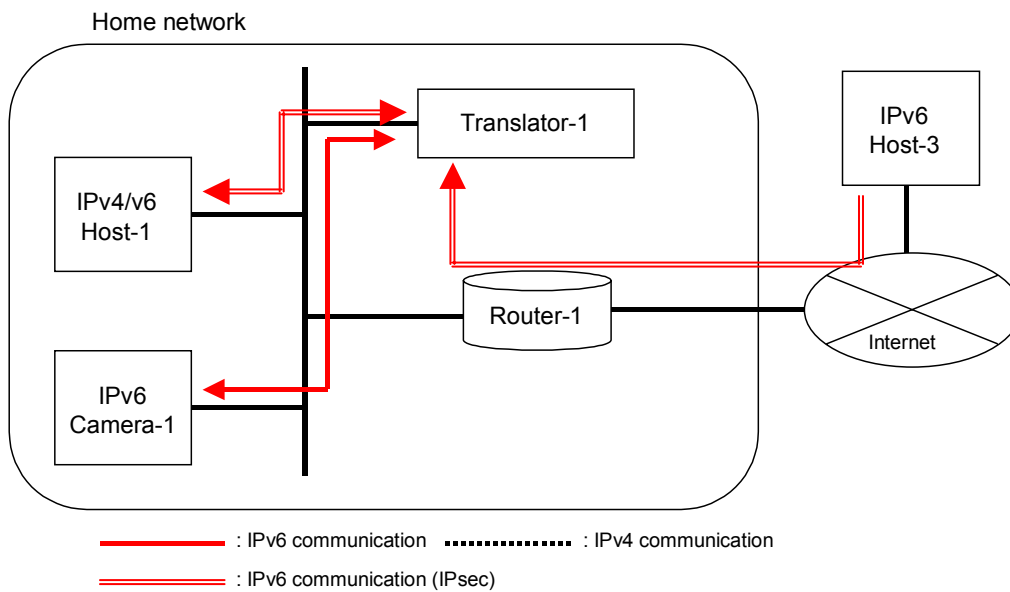 Home network
Translator-1
IPv6
Host-3
IPv4/v6
Host-1
Router-1
Internet
IPv6
Camera-1
: IPv6 communication
: IPv4 communication
: IPv6 communication (IPsec)